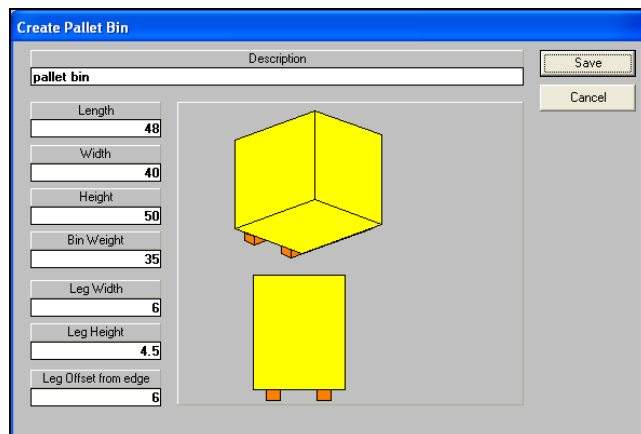 Create Pallet Bin
Description
pallet bin
Save
Cancel
Length
48
Width
40
Height
50
Bin Weight
35
Leg Width
6
Leg Height
4.5
Leg Offset from edge
6